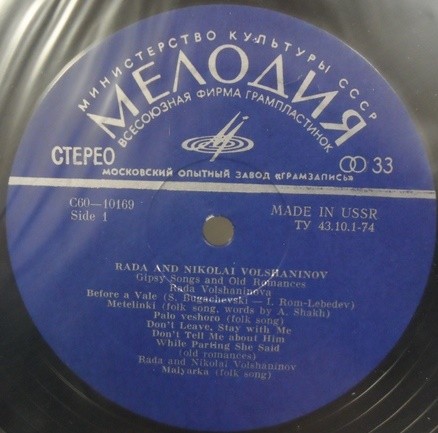 МИНИСТЕРСТВО КУЛЬТУРЫ СССР
МЕЛОДИЯ
ВСЕСОЮЗНАЯ ФИРМА ГРАМПЛАСТИНОК
СТЕРЕО
33
МОСКОВСКИЙ ОПЫТНЫЙ ЗАВОД «ГРАМЗАПИСЬ»
С60—10169
Side 1
MADE IN USSR
ТУ 43.10.1-74
RADA AND NIKOLAI VOLSHANINOV
Gipsy Songs and Old Romances
Rada Volshaninova
Before a Vale (S. Bugachevski — I. Rom-Lebedev)
Metelinki (folk song, words by A. Shakh)
Palo veshoro (folk song)
Don't Leave, Stay with Me
Don't Tell Me about Him
While Parting She Said
(old romances)
Rada and Nikolai Volshaninov
Malyarka (folk song)